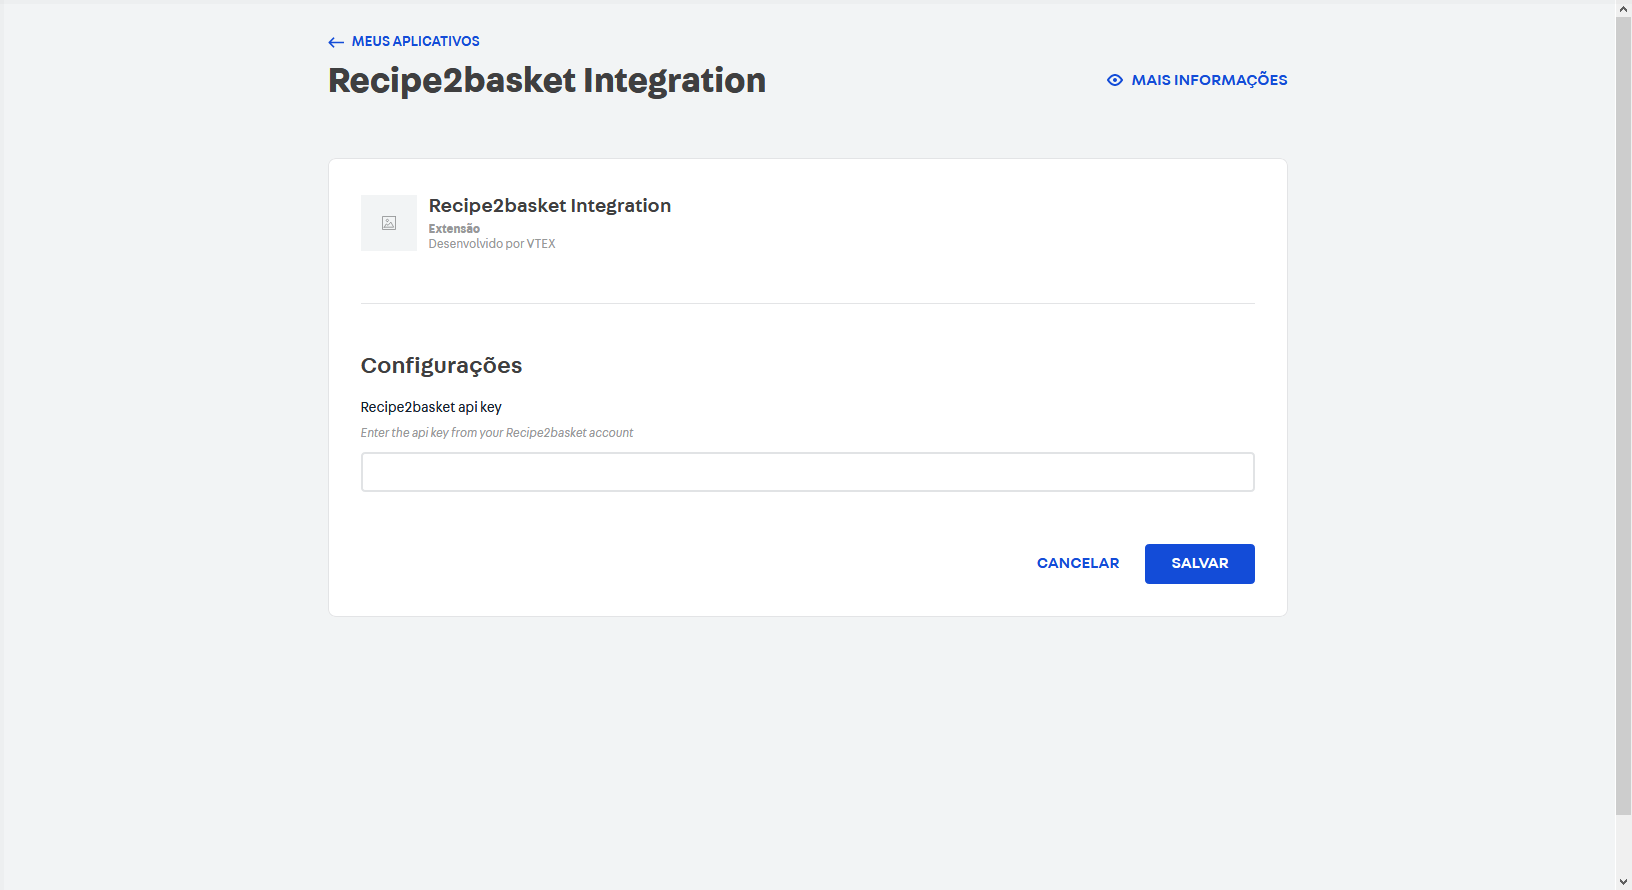 MEUS APLICATIVOS
Recipe2basket Integration
MAIS INFORMAÇÕES
Recipe2basket Integration
Extensão
Desenvolvido por VTEX
Configurações
Recipe2basket api key
Enter the api key from your Recipe2basket account
CANCELAR
SALVAR